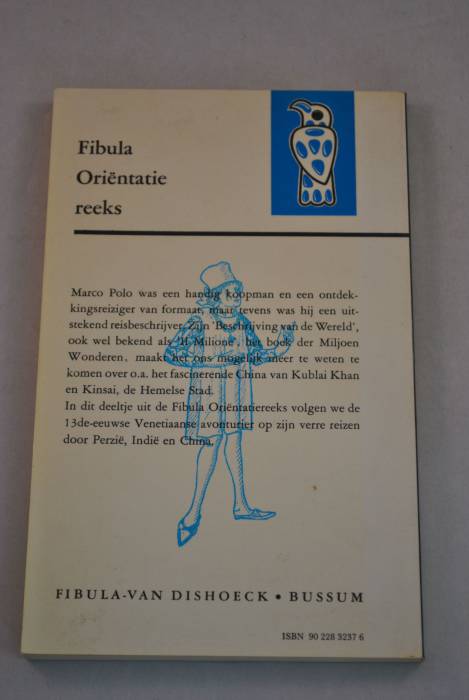 Fibula
Oriëntatie
reeks
Marco Polo was een handig koopman en een ontdek-
kingsreiziger van formaat, maar tevens was hij een uit-
stekend reisbeschrijver. Zijn 'Beschrijving van de Wereld',
ook wel bekend als 'Il Milione', het boek der Miljoen
Wonderen, maakt het ons mogelijk meer te weten te
komen over o.a. het fascinerende China van Kublai Khan
en Kinsai, de Hemelse Stad.
In dit deeltje uit de Fibula Oriëntatiereeks volgen we de
13de-eeuwse Venetiaanse avonturier op zijn verre reizen
door Perzië, Indië en China.
FIBULA-VAN DISHOECK • BUSSUM
ISBN 90 228 3237 6